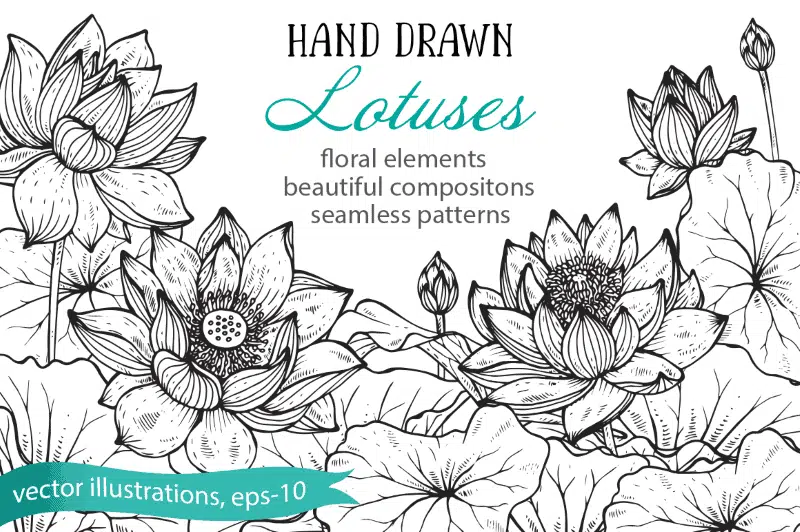 HAND DRAWN
Lotuses
floral elements
beautiful compositons
seamless patterns
vector illustrations, eps-10